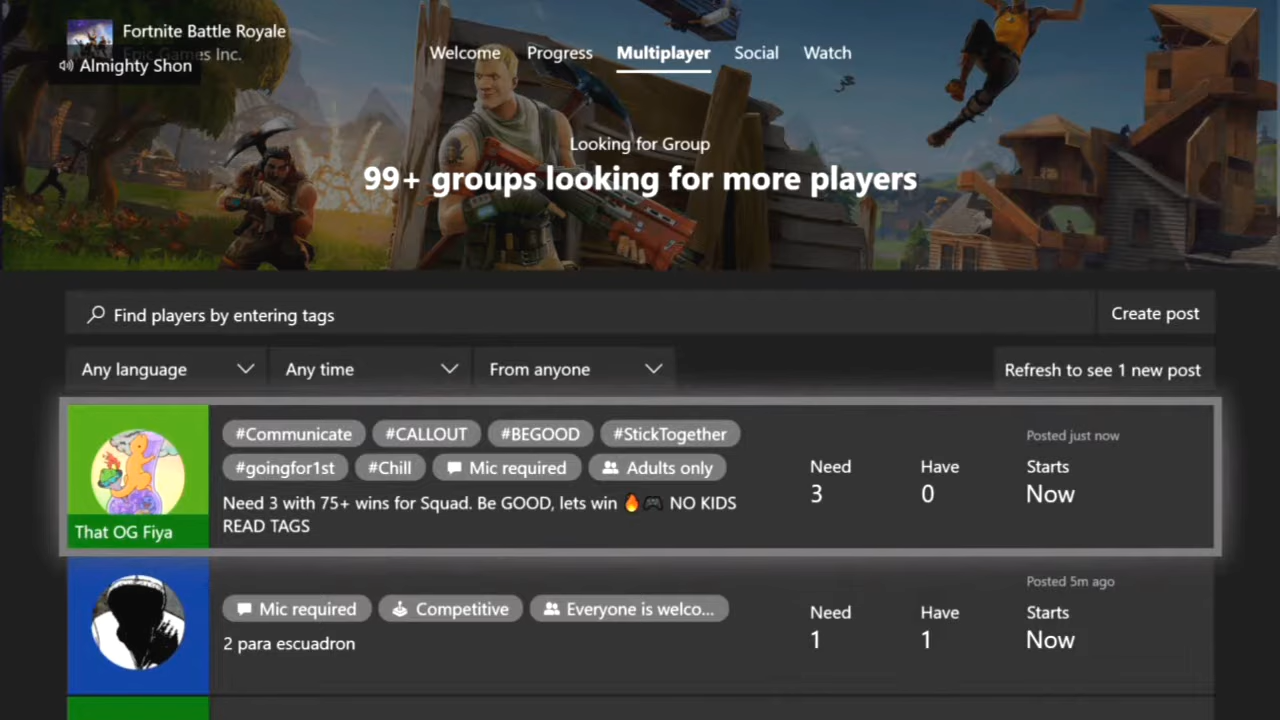 Fortnite Battle Royale
Epic Games Inc.
Almighty Shon
Welcome Progress Multiplayer Social Watch
Looking for Group
99+ groups looking for more players
Find players by entering tags
Create post
Any language Any time From anyone
Refresh to see 1 new post
#Communicate #CALLOUT #BEGOOD #StickTogether
#goingfor1st #Chill Mic required Adults only
Need 3 with 75+ wins for Squad. Be GOOD, lets win 🔥🎮 NO KIDS
READ TAGS
That OG Fiya
Need Have
3 0
Posted just now
Starts
Now
Mic required Competitive Everyone is welco...
2 para escuadron
Need Have
1 1
Posted 5m ago
Starts
Now